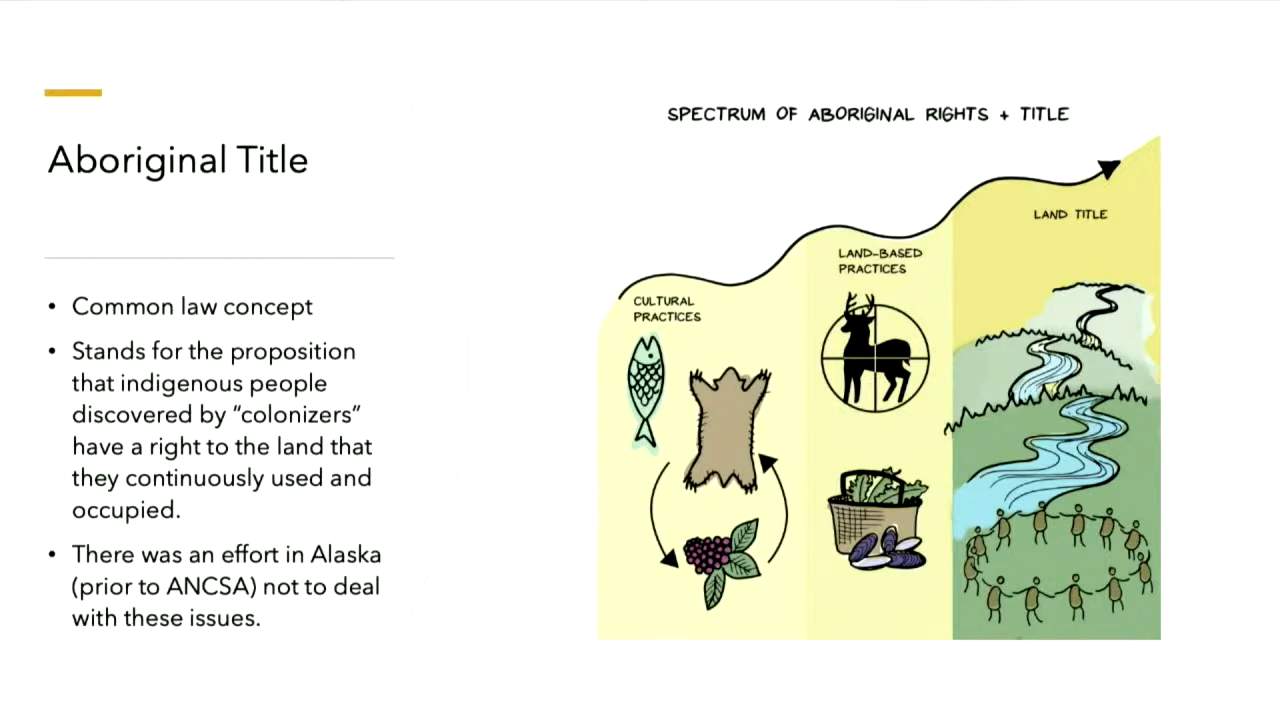 Aboriginal Title
• Common law concept
• Stands for the proposition
that indigenous people
discovered by “colonizers”
have a right to the land that
they continuously used and
occupied.
• There was an effort in Alaska
(prior to ANCSA) not to deal
with these issues.
SPECTRUM OF ABORIGINAL RIGHTS + TITLE
CULTURAL
PRACTICES
LAND-BASED
PRACTICES
LAND TITLE